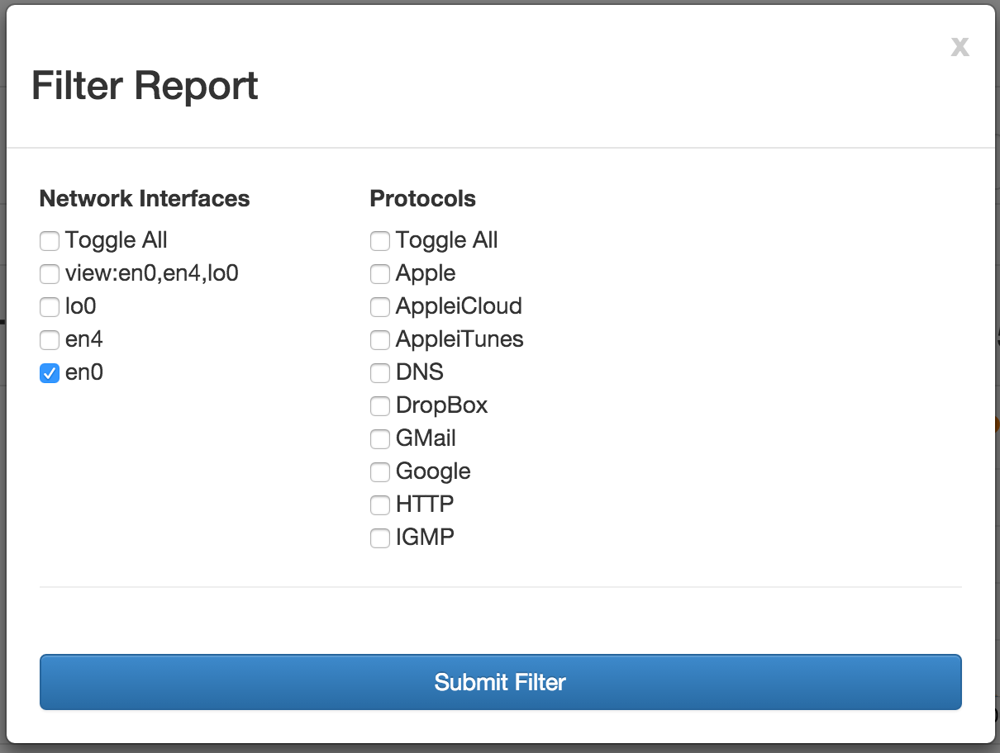 x
Filter Report
Network Interfaces
Toggle All
view:en0,en4,lo0
lo0
en4
en0
Protocols
Toggle All
Apple
AppleiCloud
AppleiTunes
DNS
DropBox
GMail
Google
HTTP
IGMP
Submit Filter